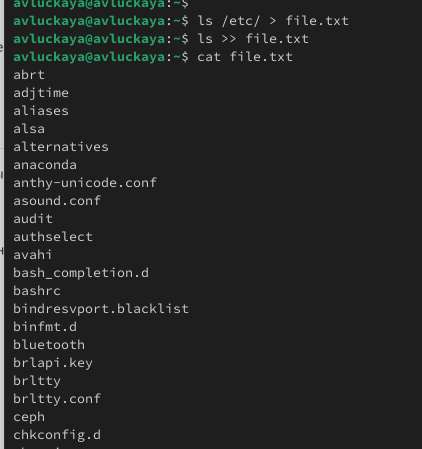 avluckaya@avluckaya:~$
avluckaya@avluckaya:~$ ls /etc/ > file.txt
avluckaya@avluckaya:~$ ls >> file.txt
avluckaya@avluckaya:~$ cat file.txt
abrt
adjtime
aliases
alsa
alternatives
anaconda
anthy-unicode.conf
asound.conf
audit
authselect
avahi
bash_completion.d
bashrc
bindresvport.blacklist
binfmt.d
bluetooth
brlapi.key
brltty
brltty.conf
ceph
chkconfig.d